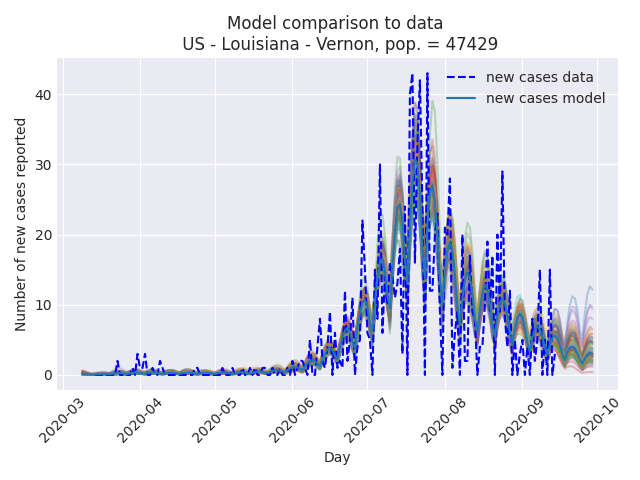 Model comparison to data
US - Louisiana - Vernon, pop. = 47429
Number of new cases reported
40
30
20
10
0
new cases data
new cases model
2020-03
2020-04
2020-05
2020-06
2020-07
2020-08
2020-09
2020-10
Day